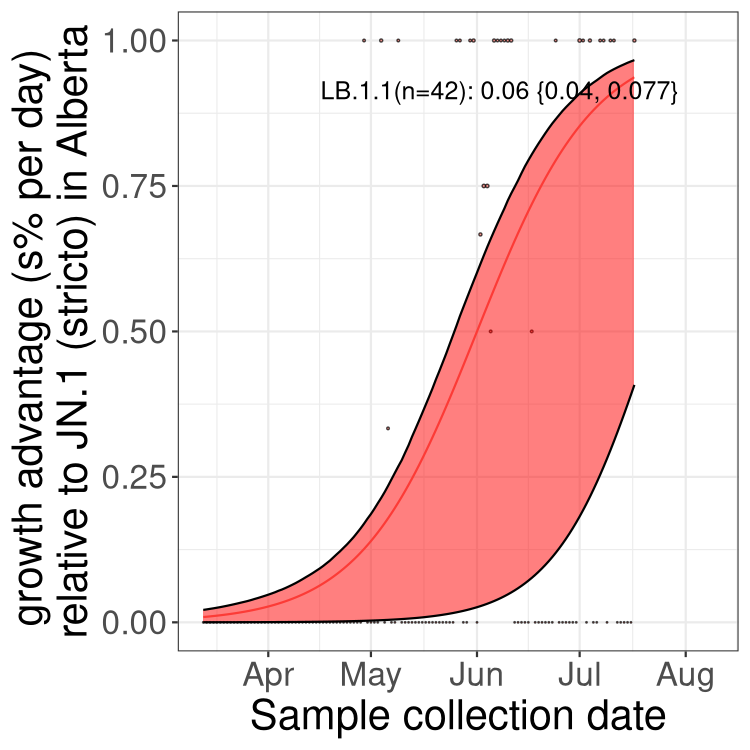 growth advantage (s% per day)
relative to JN.1 (stricto) in Alberta
1.00
0.75
0.50
0.25
0.00
LB.1.1(n=42): 0.06 {0.04, 0.077}
Apr May Jun Jul Aug
Sample collection date